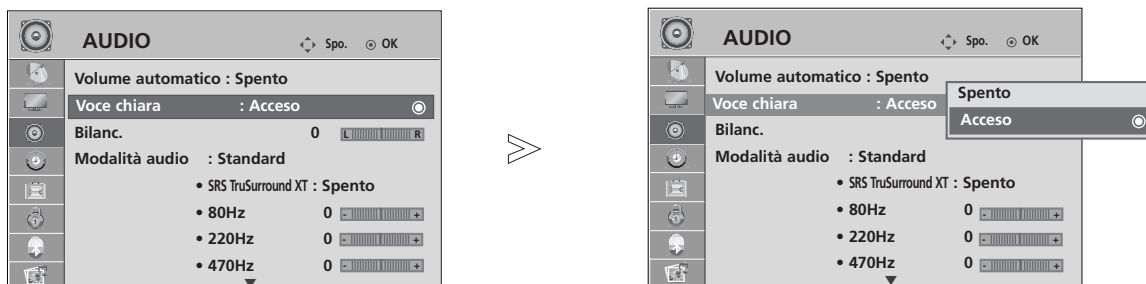 AUDIO Spo. OK
Volume automatico : Spento
Voce chiara : Acceso
Bilanc. 0 L R
Modalità audio : Standard
• SRS TruSurround XT : Spento
• 80Hz 0 - +
• 220Hz 0 - +
• 470Hz 0 - +
AUDIO Spo. OK
Volume automatico : Spento
Voce chiara : Acceso
Spento
Acceso
Bilanc.
Modalità audio : Standard
• SRS TruSurround XT : Spento
• 80Hz 0 - +
• 220Hz 0 - +
• 470Hz 0 - +